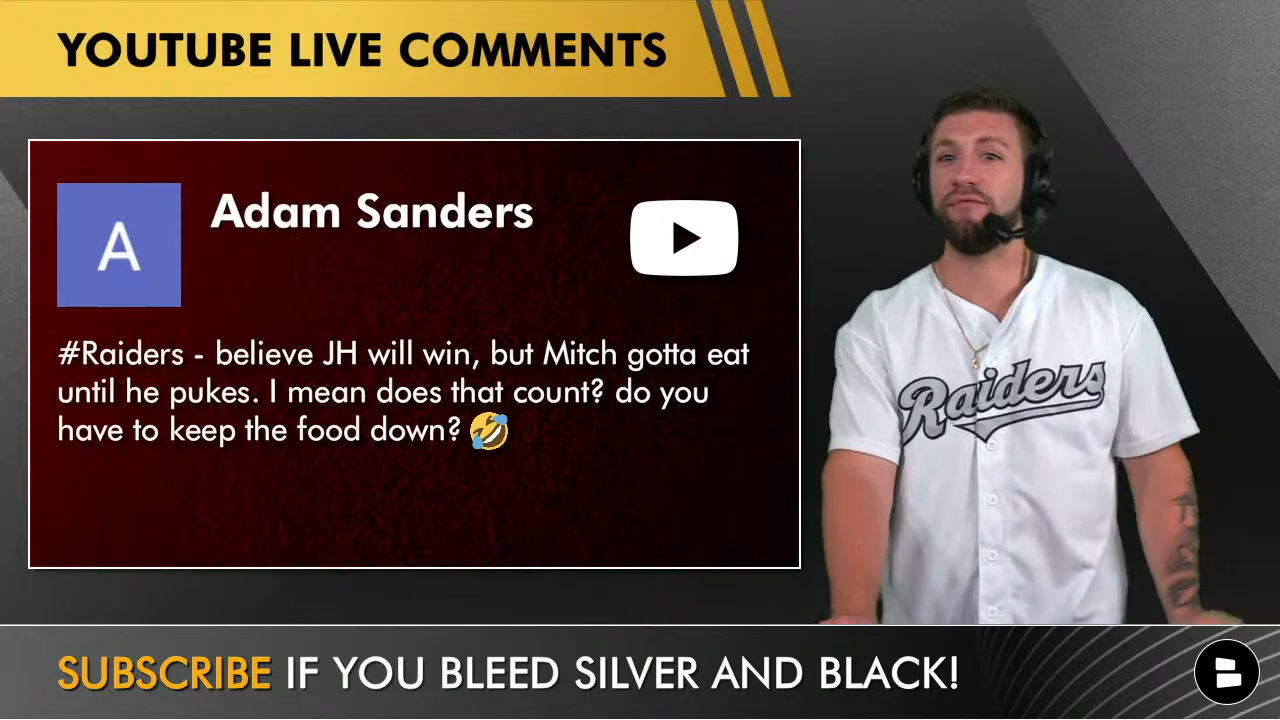 YOUTUBE LIVE COMMENTS
A
Adam Sanders
#Raiders - believe JH will win, but Mitch gotta eat
until he pukes. I mean does that count? do you
have to keep the food down? 🤣
Raiders
SUBSCRIBE IF YOU BLEED SILVER AND BLACK!